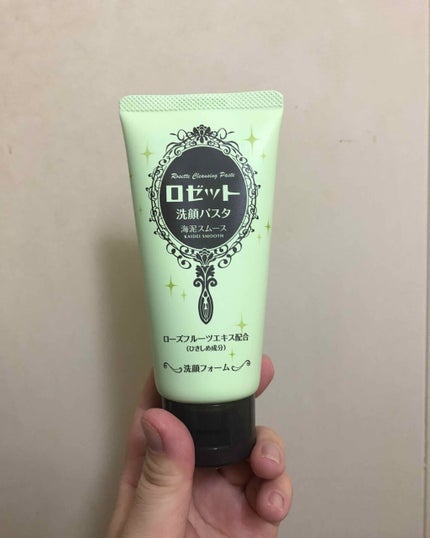 Rosette Cleansing Paste
ロゼット
洗顔パスタ
海泥スムース
KAIDEI SMOOTH
ローズフルーツエキス配合
(ひきしめ成分)
洗顔フォーム